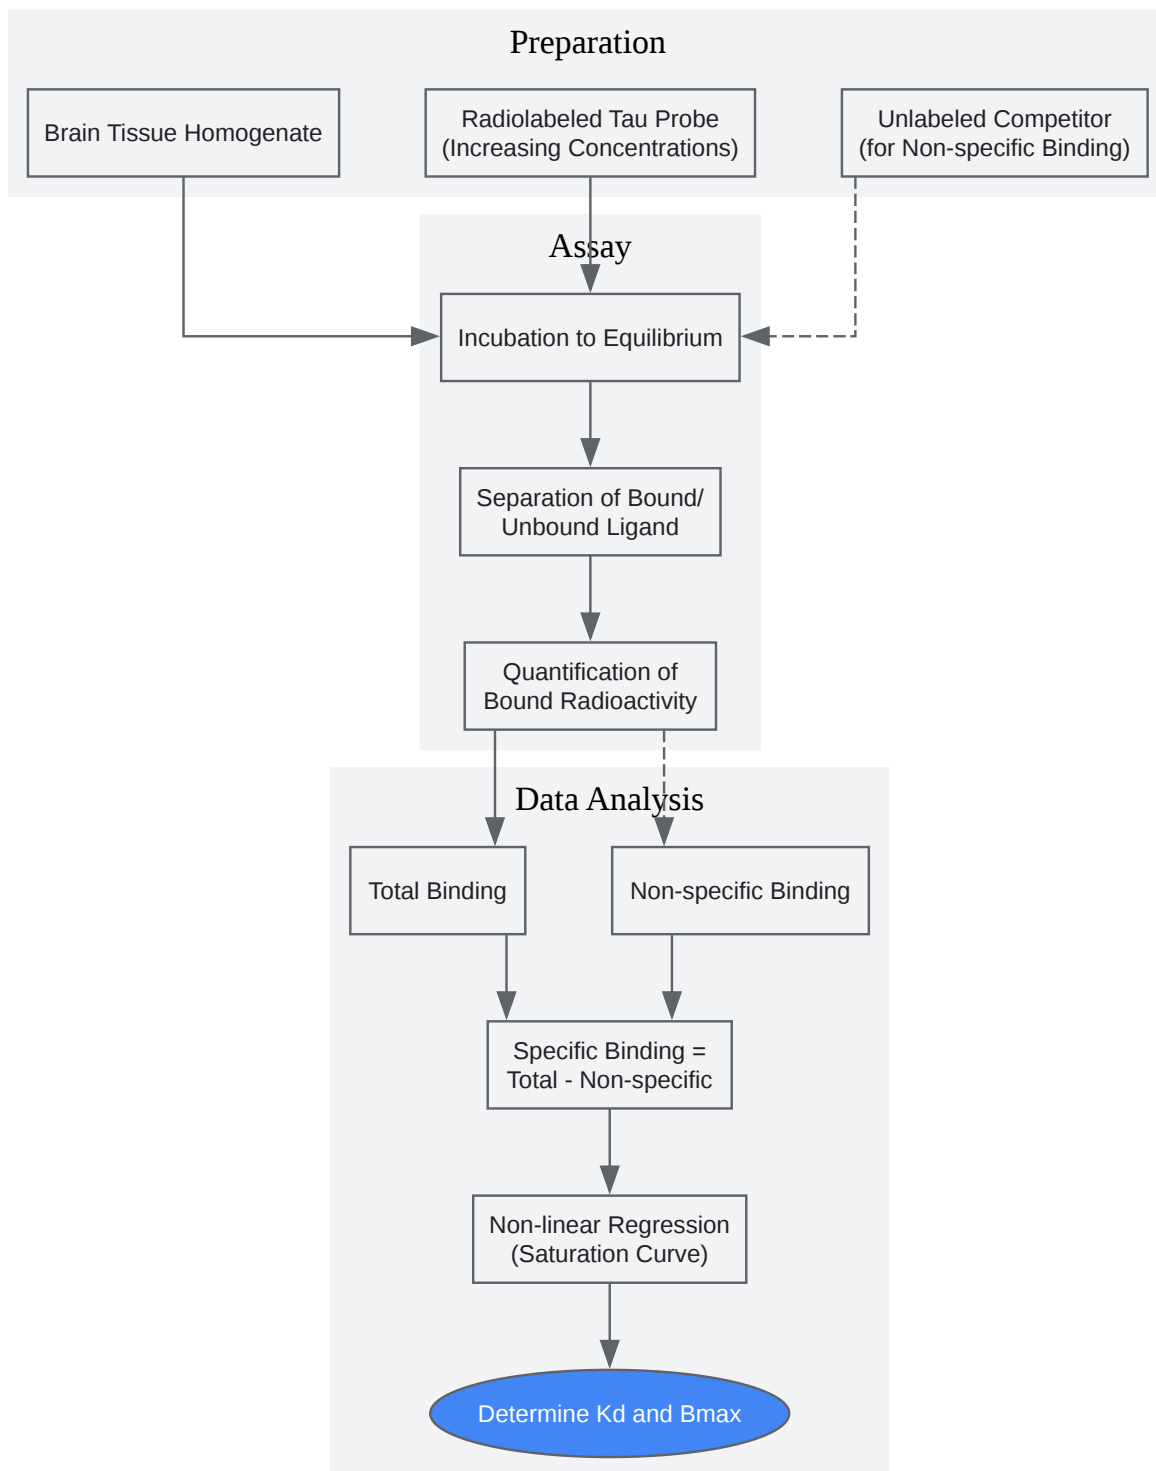 Preparation
Brain Tissue Homogenate
Radiolabeled Tau Probe
(Increasing Concentrations)
Unlabeled Competitor
(for Non-specific Binding)
Assay
Incubation to Equilibrium
Separation of Bound/
Unbound Ligand
Quantification of
Bound Radioactivity
Data Analysis
Total Binding
Non-specific Binding
Specific Binding =
Total - Non-specific
Non-linear Regression
(Saturation Curve)
Determine Kd and Bmax